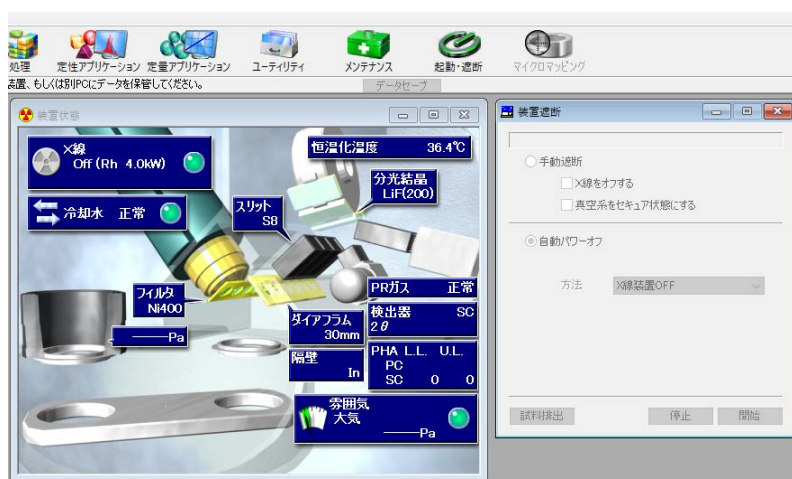 処理
定性アプリケーション
定量アプリケーション
ユーティリティ
メンテナンス
起動・遮断
マイクロマッピング
装置、もしくは別PCにデータを保管してください。
データセーブ
装置状態
X線
Off (Rh 4.0kW)
冷却水 正常
恒温化温度 36.4℃
分光結晶
LiF(200)
スリット
S8
フィルタ
Ni400
Pa
ダイアフラム
30mm
隔壁
In
PRガス 正常
検出器 SC
2θ
PHA L.L. U.L.
PC
SC 0 0
雰囲気
大気
Pa
装置遮断
手動遮断
X線をオフする
真空系をセキュア状態にする
自動パワーオフ
方法 X線装置OFF
試料排出
停止
開始